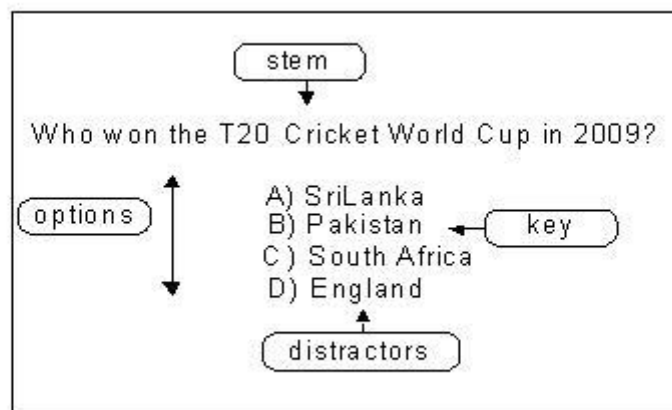 stem
Who won the T20 Cricket World Cup in 2009?
A) SriLanka
options
B) Pakistan
key
C) South Africa
D) England
distractors